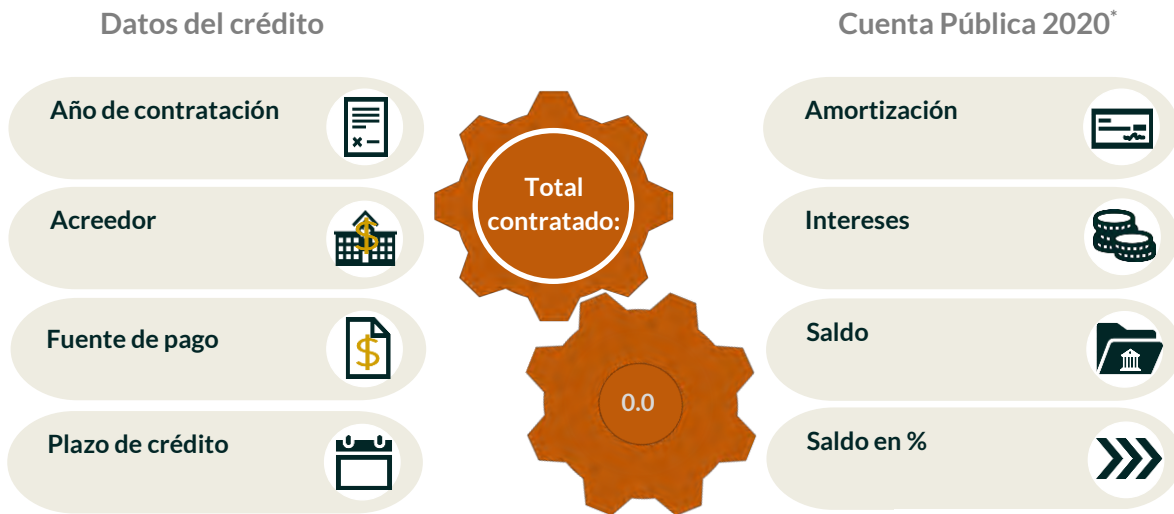 Datos del crédito
Año de contratación
Acreedor
Fuente de pago
Plazo de crédito
Total
contratado:
0.0
Cuenta Pública 2020*
Amortización
Intereses
Saldo
Saldo en %